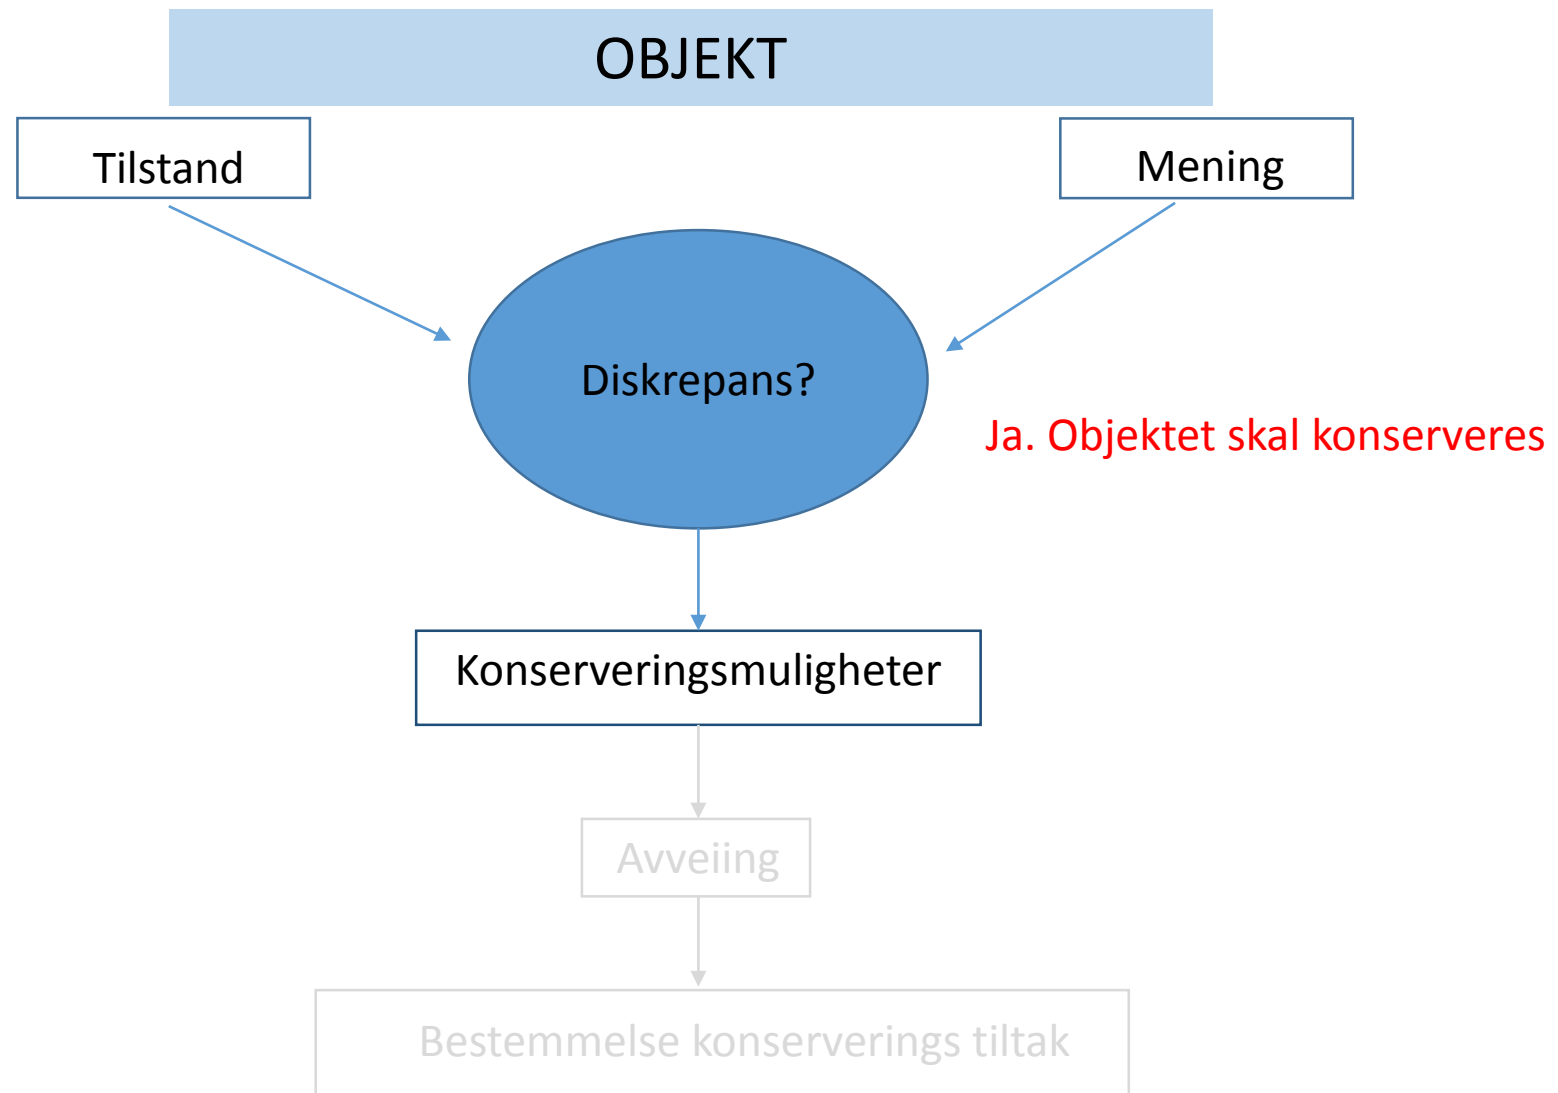 OBJEKT
Tilstand
Mening
Diskrepans?
Ja. Objektet skal konserveres
Konserveringsmuligheter
Avveiing
Bestemmelse konserverings tiltak